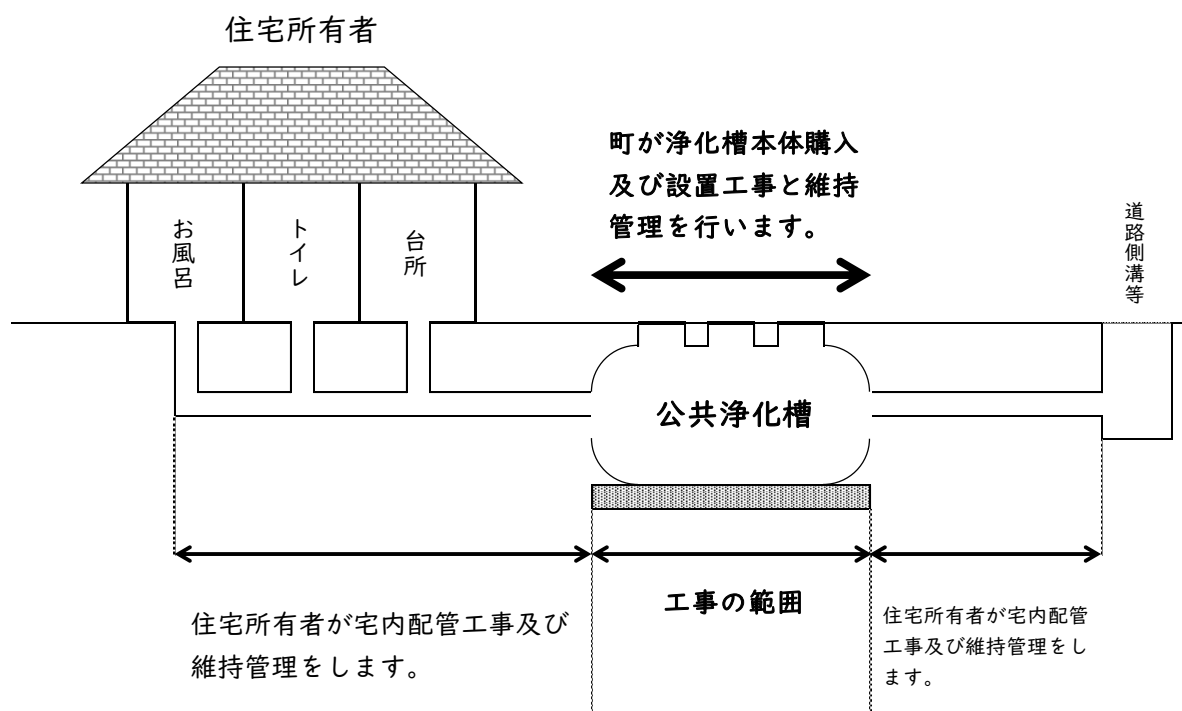 住宅所有者
町が浄化槽本体購入
及び設置工事と維持
管理を行います。
お風呂
トイレ
台所
道路側溝等
公共浄化槽
工事の範囲
住宅所有者が宅内配管工事及び
維持管理をします。
住宅所有者が宅内配管
工事及び維持管理をし
ます。